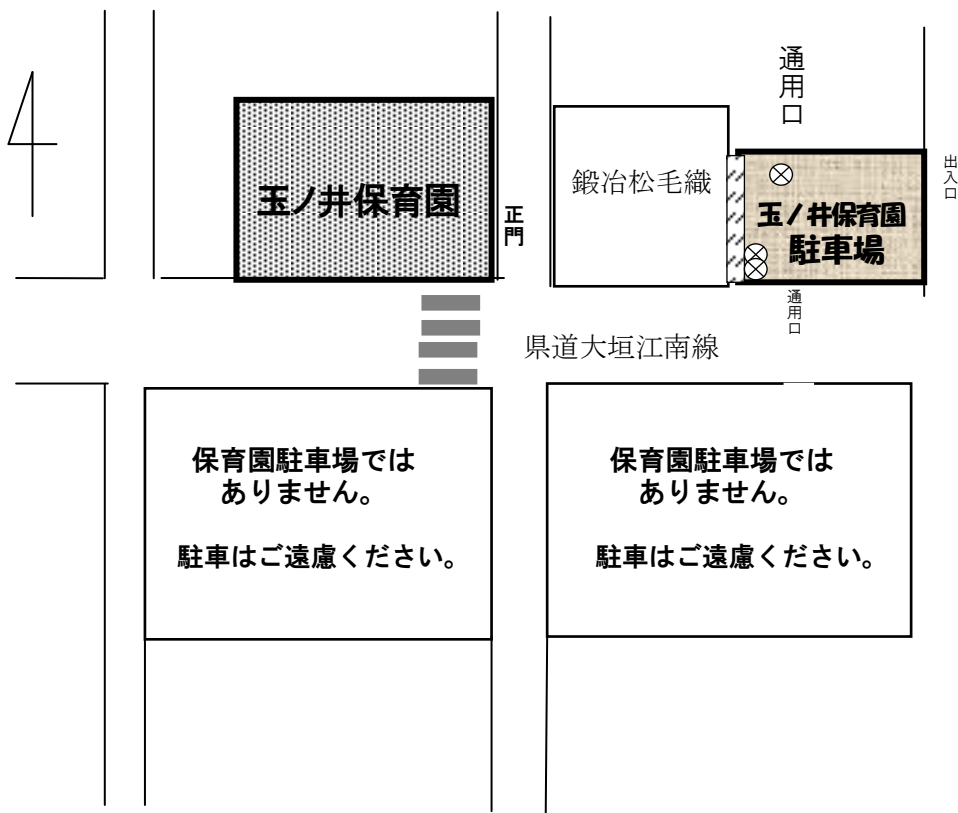 通用口
出入口
鍛冶松毛織
玉ノ井保育園
正門
玉ノ井保育園
駐車場
通用口
県道大垣江南線
保育園駐車場では
ありません。
駐車はご遠慮ください。
保育園駐車場では
ありません。
駐車はご遠慮ください。